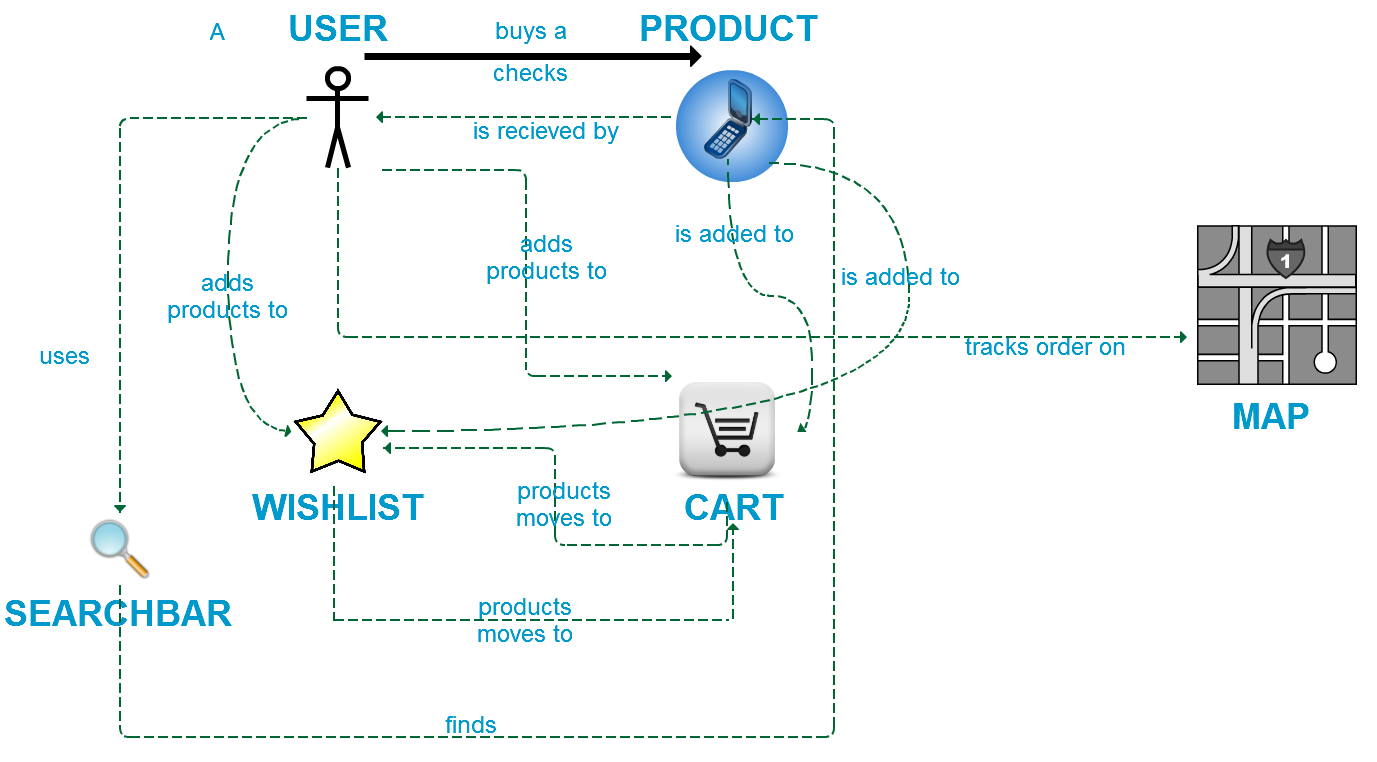 A USER buys a PRODUCT
checks
is recieved by
is added to
adds
products to
is added to
adds
products to
1
uses
tracks order on
MAP
products
moves to
WISHLIST
CART
SEARCHBAR
products
moves to
finds